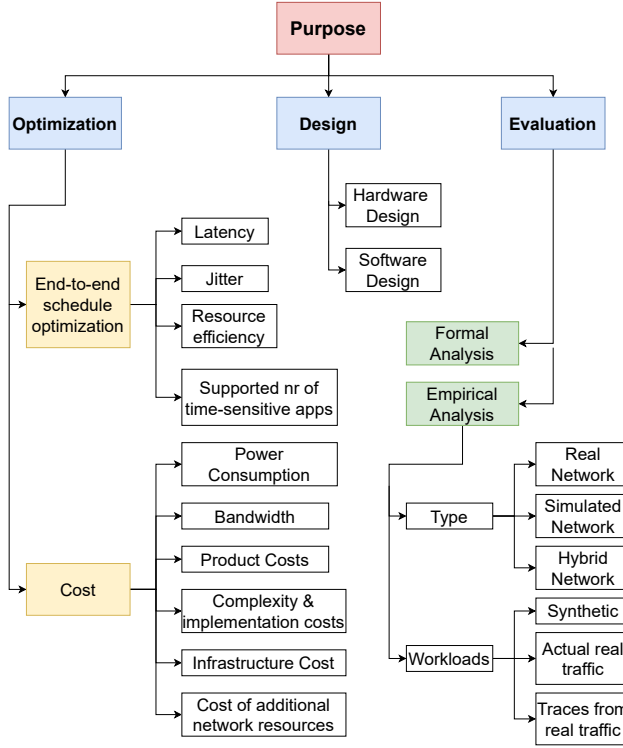 Purpose
Optimization
Design
Evaluation
Hardware
Design
Software
Design
End-to-end
schedule
optimization
Latency
Jitter
Resource
efficiency
Supported nr of
time-sensitive apps
Formal
Analysis
Empirical
Analysis
Cost
Power
Consumption
Bandwidth
Product Costs
Complexity &
implementation costs
Infrastructure Cost
Cost of additional
network resources
Type
Real
Network
Simulated
Network
Hybrid
Network
Workloads
Synthetic
Actual real
traffic
Traces from
real traffic